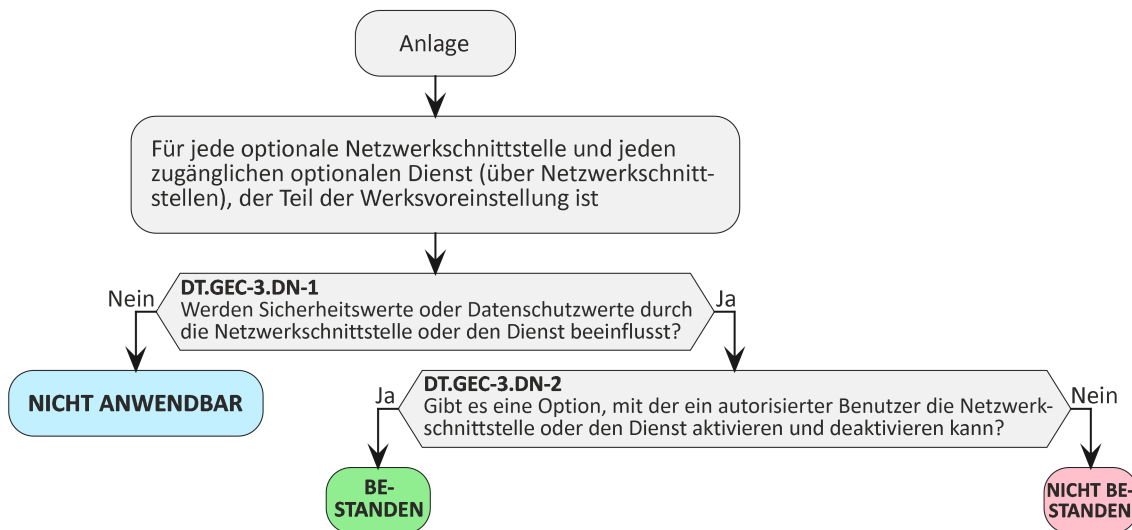 Anlage
Für jede optionale Netzwerkschnittstelle und jeden
zugänglichen optionalen Dienst (über Netzwerkschnitt-
stellen), der Teil der Werksvoreinstellung ist
Nein
DT.GEC-3.DN-1
Werden Sicherheitswerte oder Datenschutzwerte durch
die Netzwerkschnittstelle oder den Dienst beeinflusst?
Ja
NICHT ANWENDBAR
Ja
DT.GEC-3.DN-2
Gibt es eine Option, mit der ein autorisierter Benutzer die Netzwerk-
schnittstelle oder den Dienst aktivieren und deaktivieren kann?
Nein
BE-
STANDEN
NICHT BE-
STANDEN